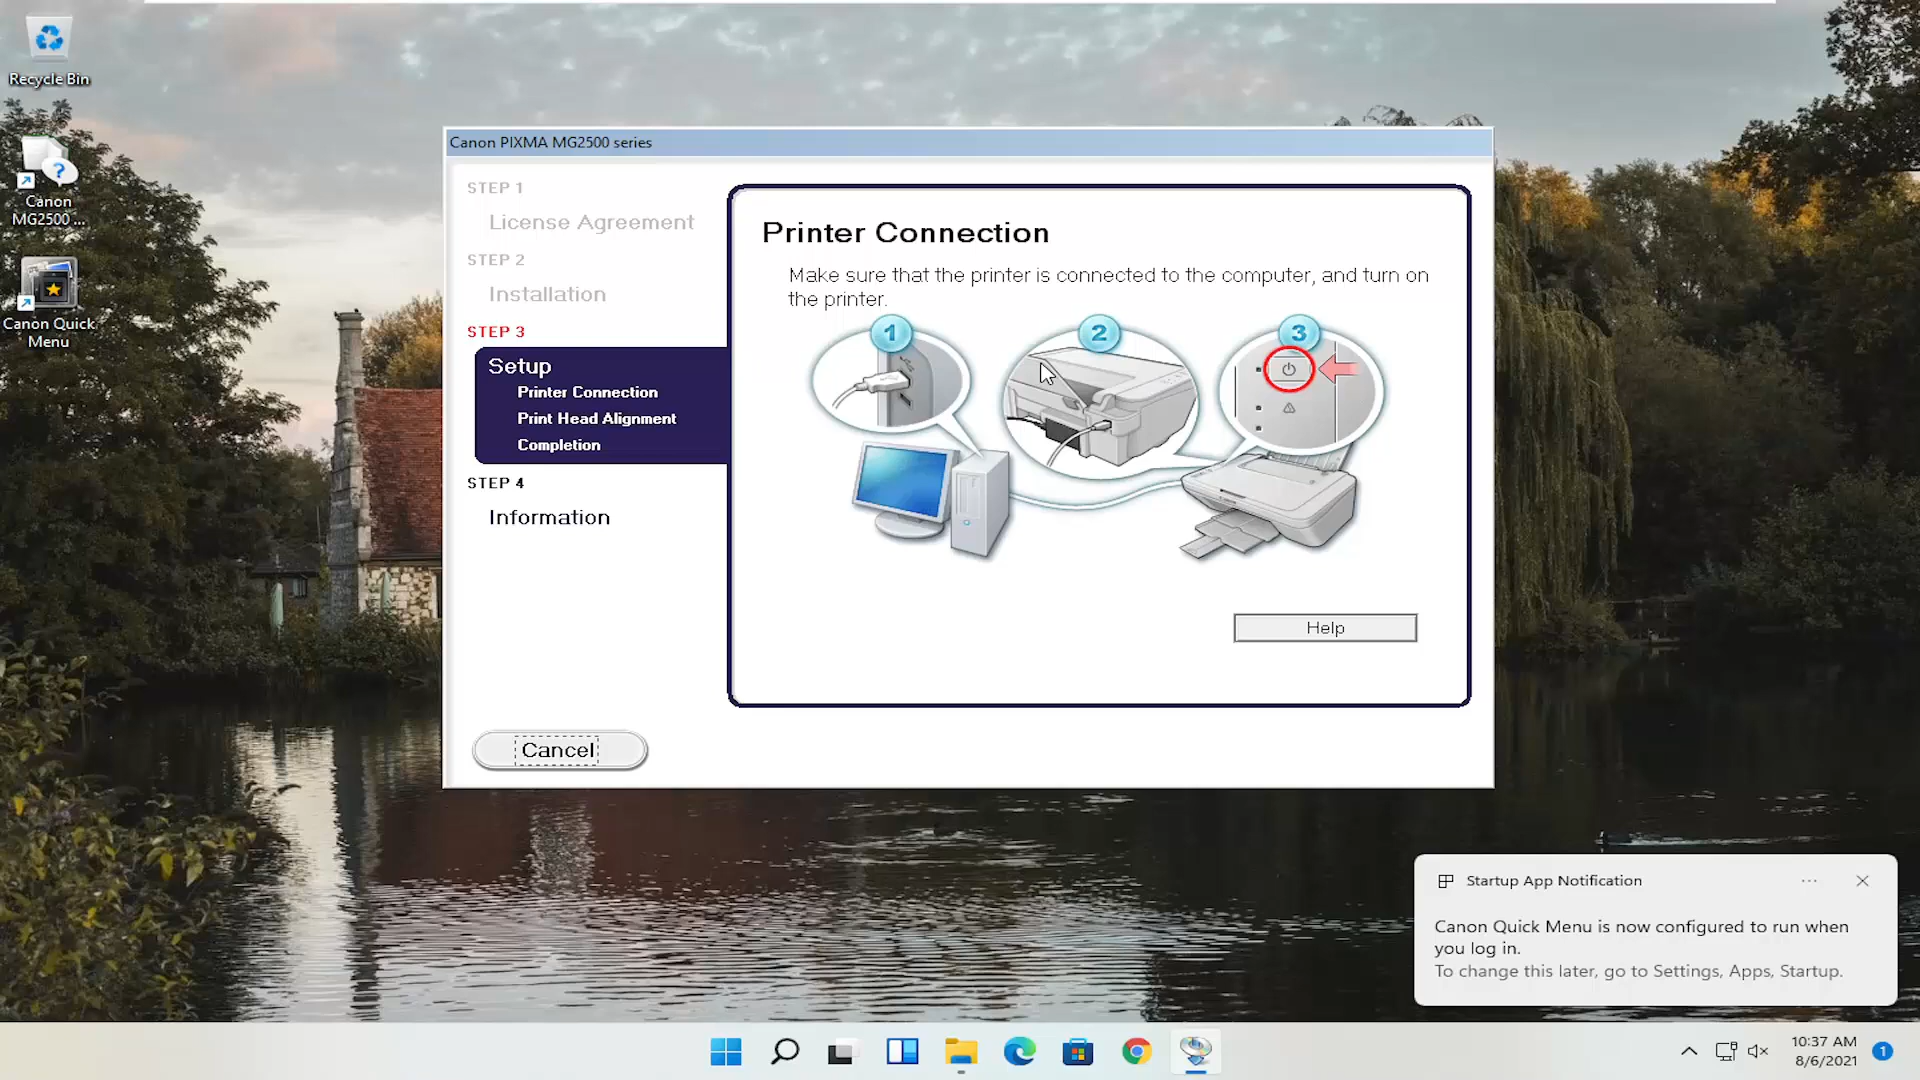 Recycle Bin
Canon
MG2500 ...
Canon Quick
Menu
Canon PIXMA MG2500 series
STEP 1
License Agreement
STEP 2
Installation
STEP 3
Setup
Printer Connection
Print Head Alignment
Completion
STEP 4
Information
Cancel
Printer Connection
Make sure that the printer is connected to the computer, and turn on
the printer.
1
2
3
Help
Startup App Notification
Canon Quick Menu is now configured to run when
you log in.
To change this later, go to Settings, Apps, Startup.
10:37 AM
8/6/2021
1